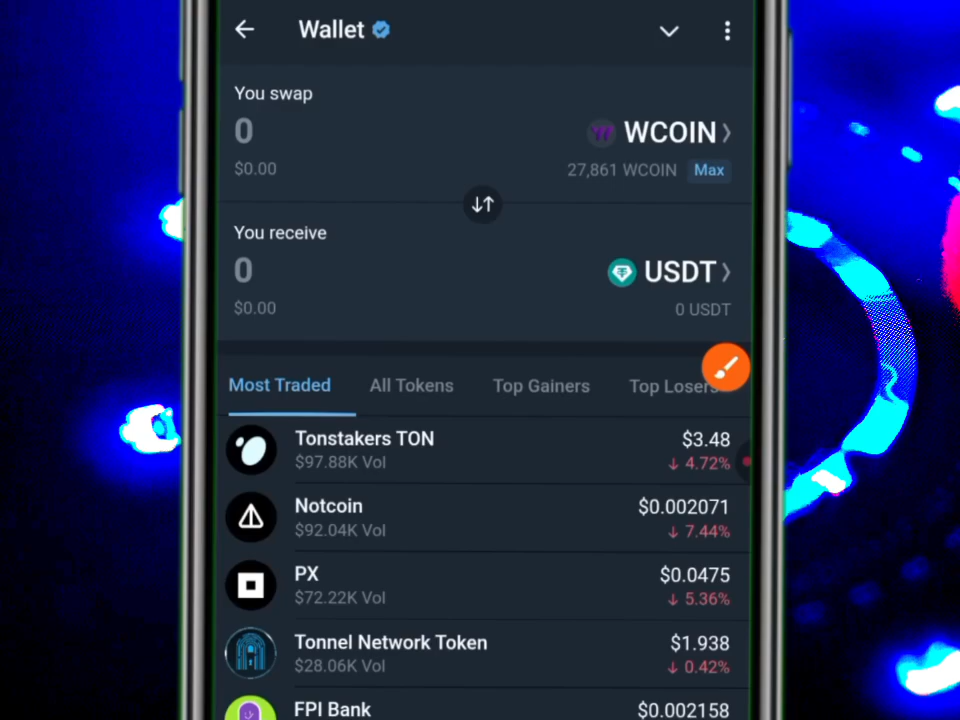 Wallet
You swap
0 WCOIN
$0.00 27,861 WCOIN Max
You receive
0 USDT
$0.00 0 USDT
Most Traded All Tokens Top Gainers Top Losers
Tonstakers TON $3.48
$97.88K Vol ↓ 4.72%
Notcoin $0.002071
$92.04K Vol ↓ 7.44%
PX $0.0475
$72.22K Vol ↓ 5.36%
Tonnel Network Token $1.938
$28.06K Vol ↓ 0.42%
FPI Bank $0.002158